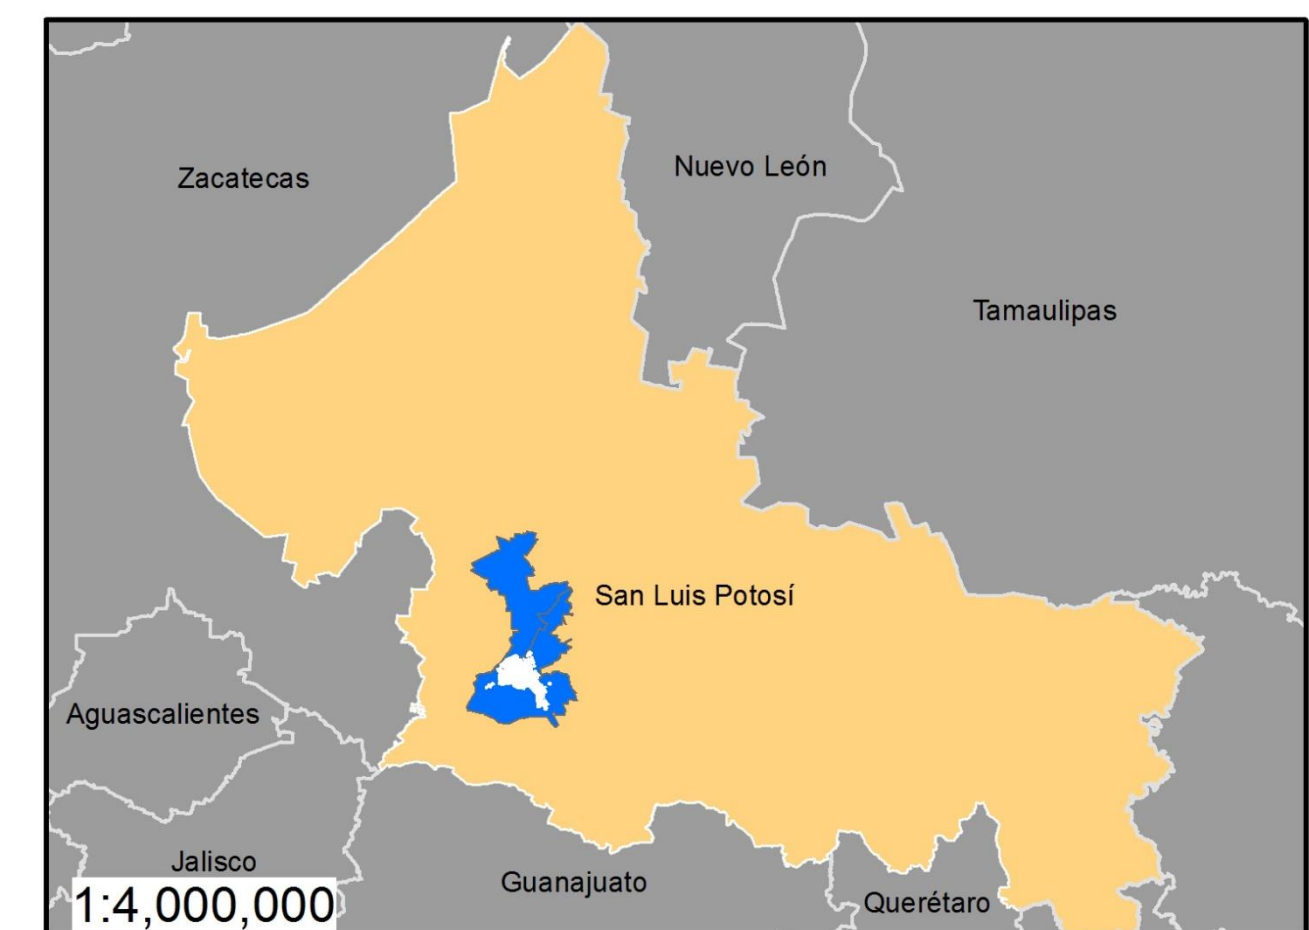 Nuevo León
Zacatecas
Tamaulipas
San Luis Potosí
Aguascalientes
Jalisco
Guanajuato
Querétaro
1:4,000,000